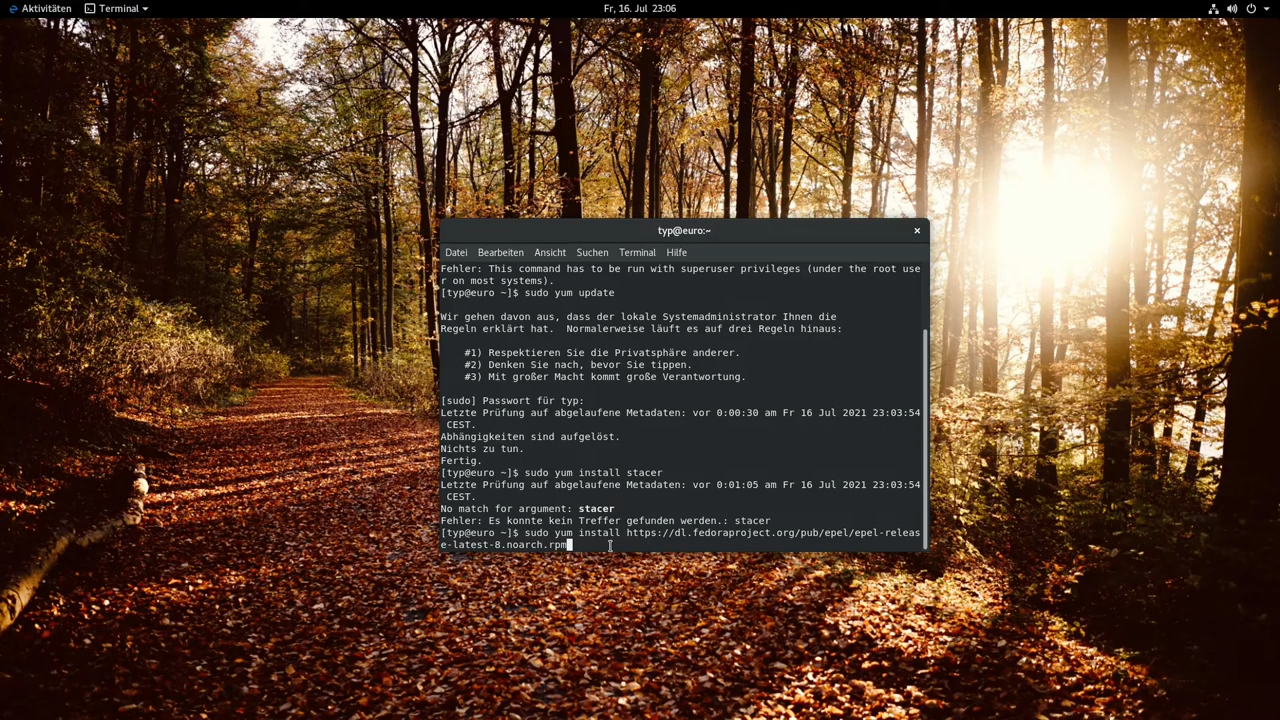 Aktivitäten Terminal Fr, 16. Jul 23:06
typ@euro:~
Datei Bearbeiten Ansicht Suchen Terminal Hilfe
Fehler: This command has to be run with superuser privileges (under the root use
r on most systems).
[typ@euro ~]$ sudo yum update
Wir gehen davon aus, dass der lokale Systemadministrator Ihnen die
Regeln erklärt hat.  Normalerweise läuft es auf drei Regeln hinaus:
#1) Respektieren Sie die Privatsphäre anderer.
#2) Denken Sie nach, bevor Sie tippen.
#3) Mit großer Macht kommt große Verantwortung.
[sudo] Passwort für typ:
Letzte Prüfung auf abgelaufene Metadaten: vor 0:00:30 am Fr 16 Jul 2021 23:03:54
CEST.
Abhängigkeiten sind aufgelöst.
Nichts zu tun.
Fertig.
[typ@euro ~]$ sudo yum install stacer
Letzte Prüfung auf abgelaufene Metadaten: vor 0:01:05 am Fr 16 Jul 2021 23:03:54
CEST.
No match for argument: stacer
Fehler: Es konnte kein Treffer gefunden werden.: stacer
[typ@euro ~]$ sudo yum install https://dl.fedoraproject.org/pub/epel/epel-releas
e-latest-8.noarch.rpm